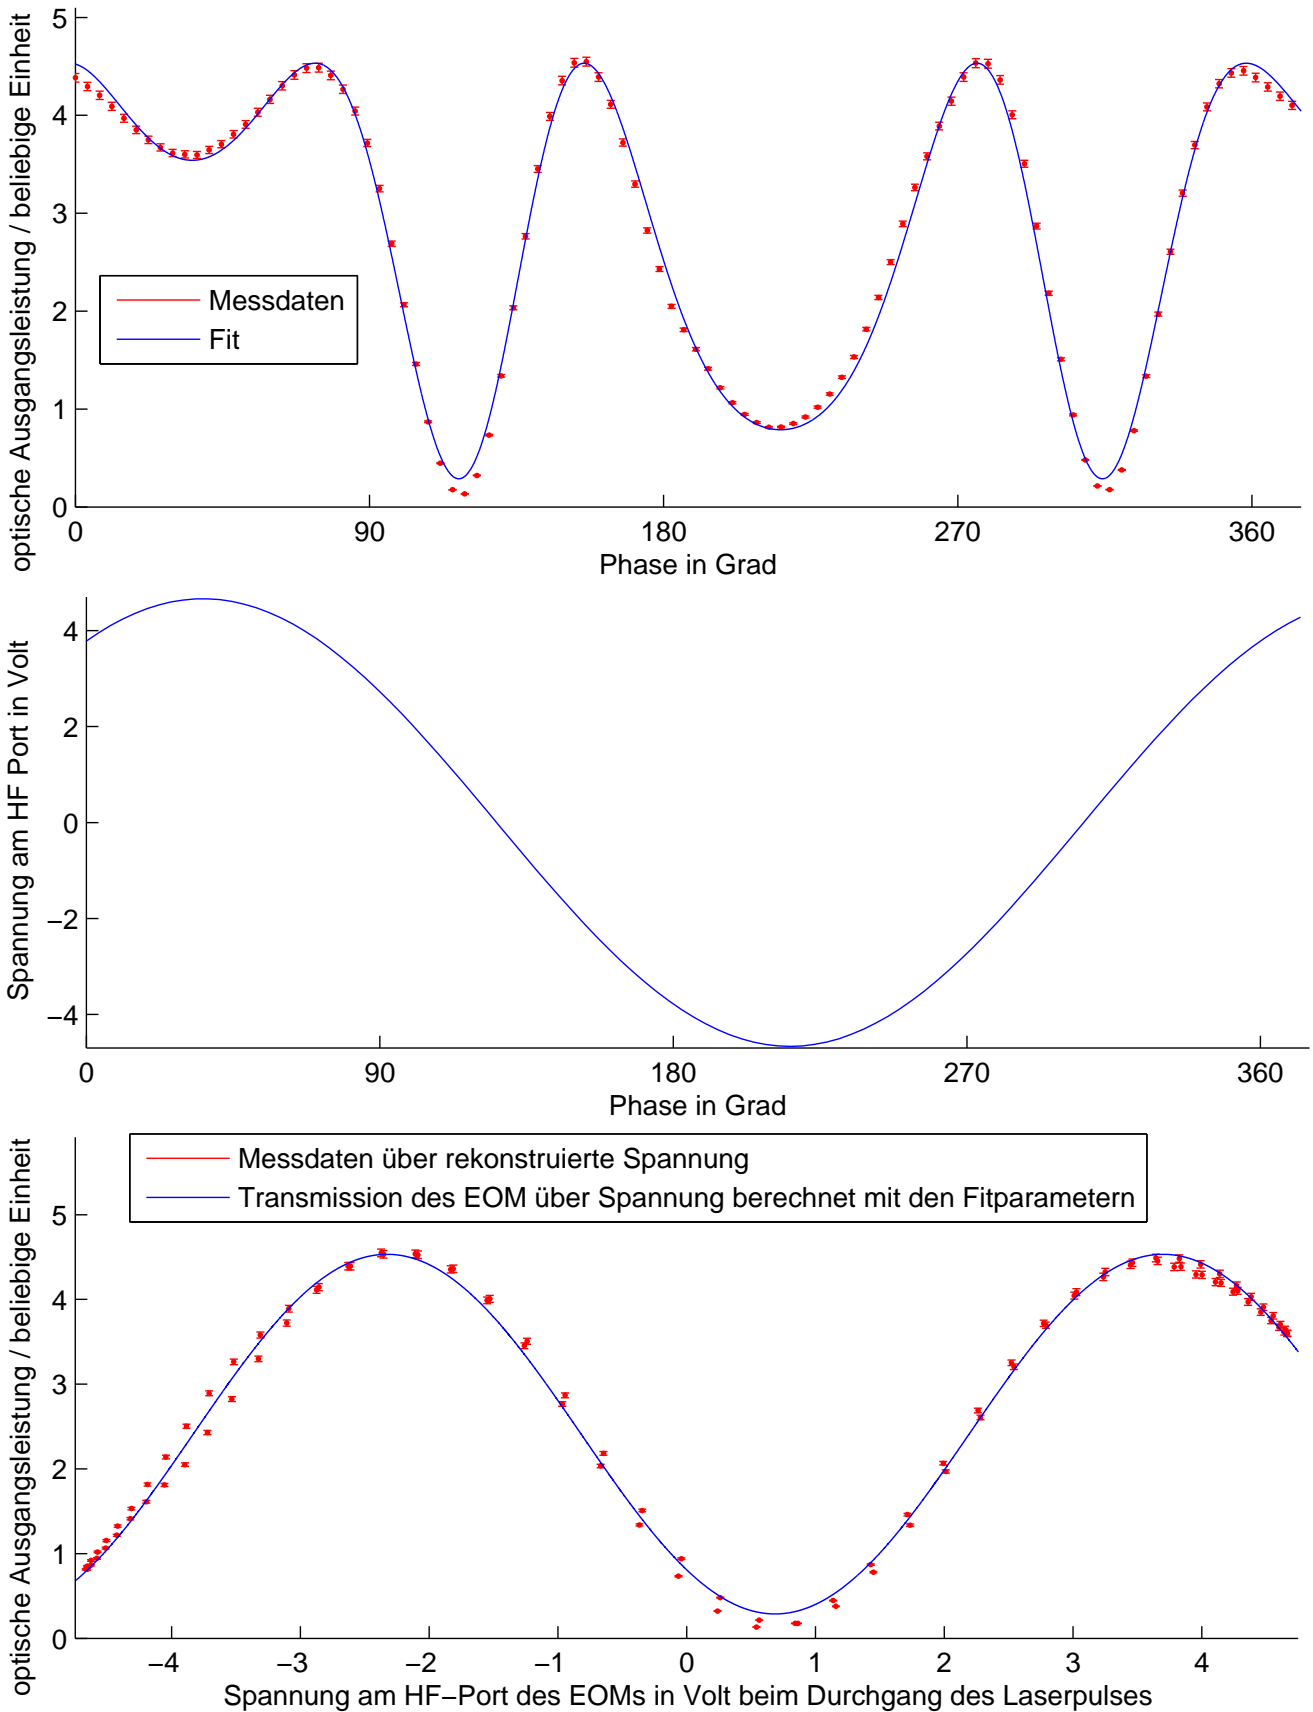 optische Ausgangsleistung / beliebige Einheit
5
4
3
2
1
0
Messdaten
Fit
0 90 180 270 360
Phase in Grad
Spannung am HF Port in Volt
4
2
0
−2
−4
0 90 180 270 360
Phase in Grad
optische Ausgangsleistung / beliebige Einheit
Messdaten über rekonstruierte Spannung
Transmission des EOM über Spannung berechnet mit den Fitparametern
5
4
3
2
1
0
−4 −3 −2 −1 0 1 2 3 4
Spannung am HF−Port des EOMs in Volt beim Durchgang des Laserpulses